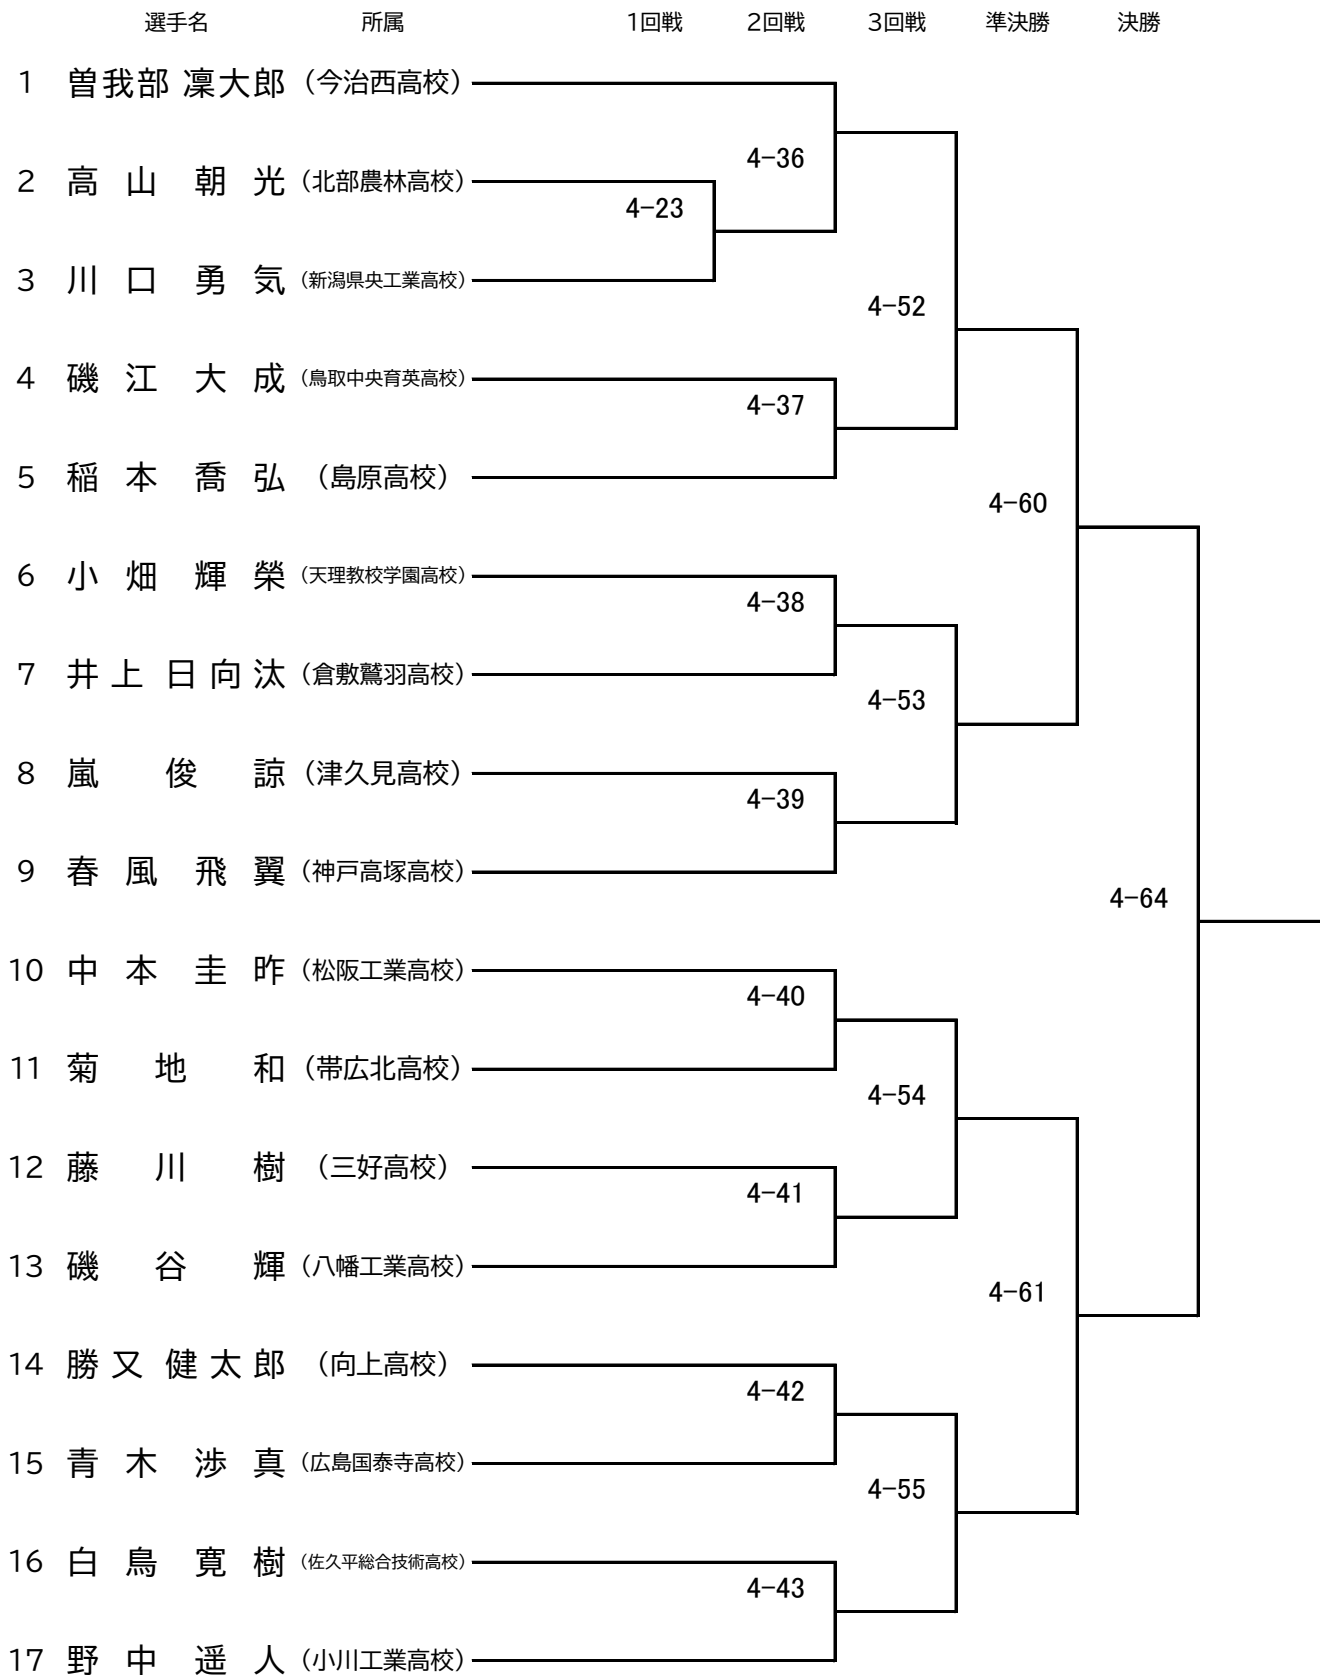 選手名 所属 1回戦 2回戦 3回戦 準決勝 決勝
1 曽我部 凜大郎 (今治西高校)
4-36
2 高山 朝光 (北部農林高校)
4-23
3 川口 勇気 (新潟県央工業高校)
4-52
4 磯江 大成 (鳥取中央育英高校)
4-37
5 稲本 喬弘 (島原高校)
4-60
6 小畑 輝榮 (天理教校学園高校)
4-38
7 井上 日向汰 (倉敷鷲羽高校)
4-53
8 嵐 俊諒 (津久見高校)
4-39
9 春風 飛翼 (神戸高塚高校)
4-64
10 中本 圭昨 (松阪工業高校)
4-40
11 菊地 和 (帯広北高校)
4-54
12 藤川 樹 (三好高校)
4-41
13 磯谷 輝 (八幡工業高校)
4-61
14 勝又 健太郎 (向上高校)
4-42
15 青木 渉真 (広島国泰寺高校)
4-55
16 白鳥 寛樹 (佐久平総合技術高校)
4-43
17 野中 遥人 (小川工業高校)